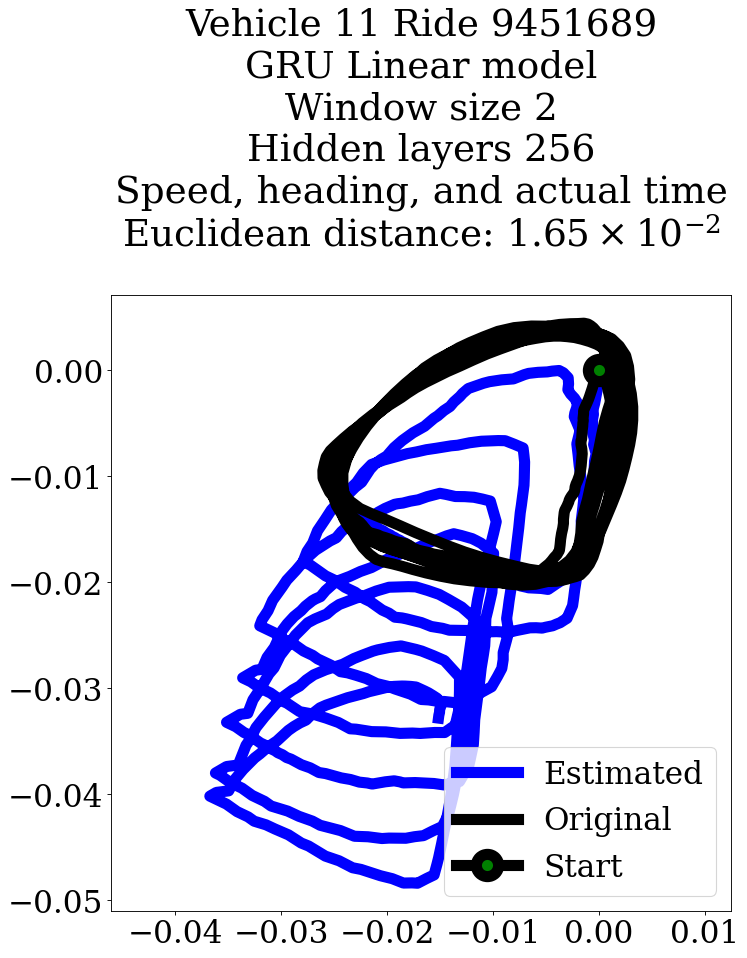 Vehicle 11 Ride 9451689
GRU Linear model
Window size 2
Hidden layers 256
Speed, heading, and actual time
Euclidean distance: 1.65 × 10⁻²
0.00
−0.01
−0.02
−0.03
−0.04
−0.05
Estimated
Original
Start
−0.04 −0.03 −0.02 −0.01 0.00 0.01